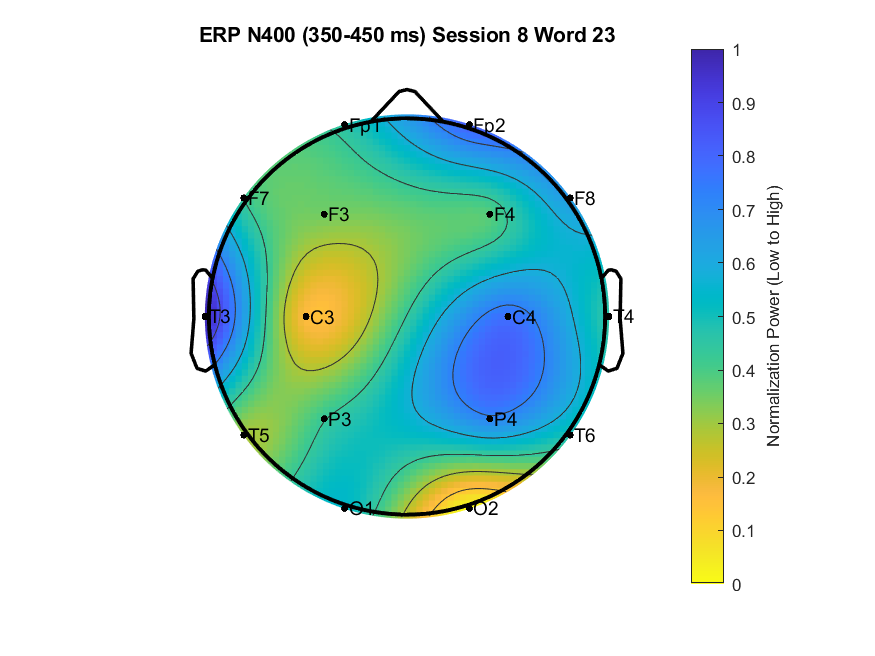 ERP N400 (350-450 ms) Session 8 Word 23
Fp1 Fp2
F7 F8
F3 F4
T3 C3 C4 T4
P3 P4
T5 T6
O1 O2
1
0.9
0.8
0.7
0.6
0.5
0.4
0.3
0.2
0.1
0
Normalization Power (Low to High)